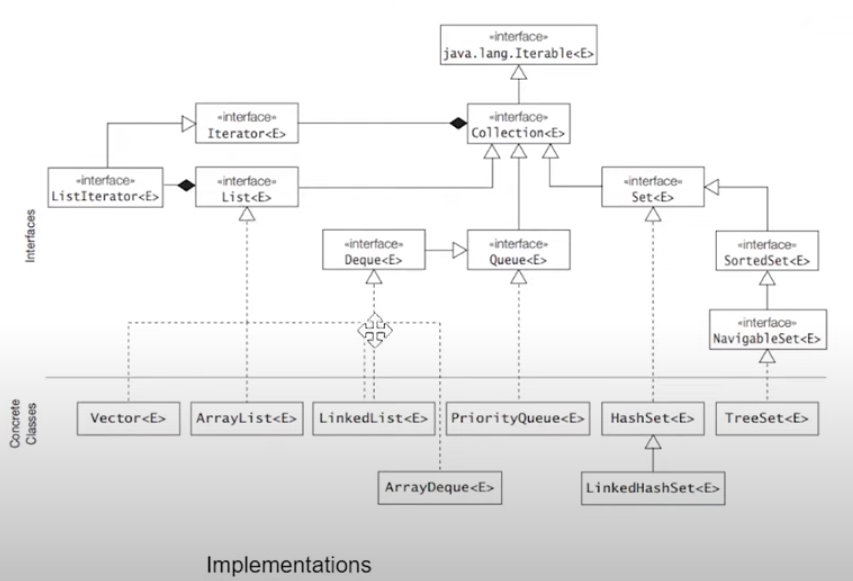 «interface»
java.lang.Iterable<E>
«interface»
Iterator<E>
«interface»
Collection<E>
«interface»
ListIterator<E>
«interface»
List<E>
«interface»
Set<E>
«interface»
Deque<E>
«interface»
Queue<E>
«interface»
SortedSet<E>
«interface»
NavigableSet<E>
Interfaces
Concrete
Classes
Vector<E>
ArrayList<E>
LinkedList<E>
PriorityQueue<E>
HashSet<E>
TreeSet<E>
ArrayDeque<E>
LinkedHashSet<E>
Implementations